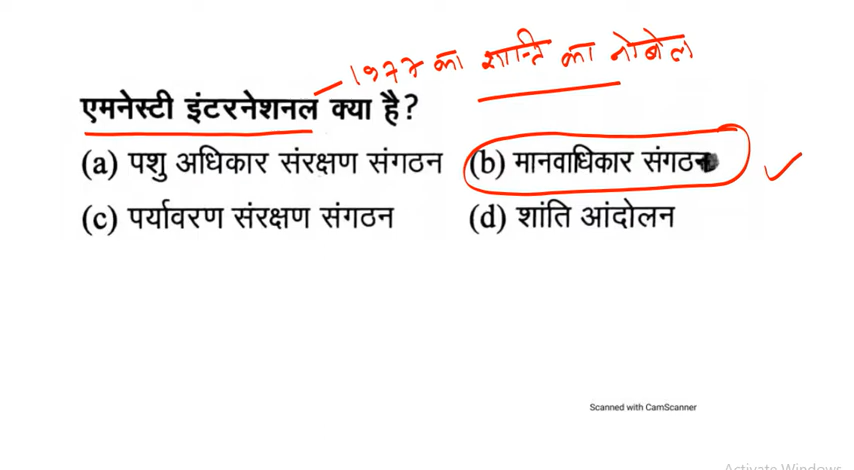 1977 का शान्ति का नोबेल
एमनेस्टी इंटरनेशनल क्या है?
(a) पशु अधिकार संरक्षण संगठन (b) मानवाधिकार संगठन
(c) पर्यावरण संरक्षण संगठन (d) शांति आंदोलन
Scanned with CamScanner
Activate Windows